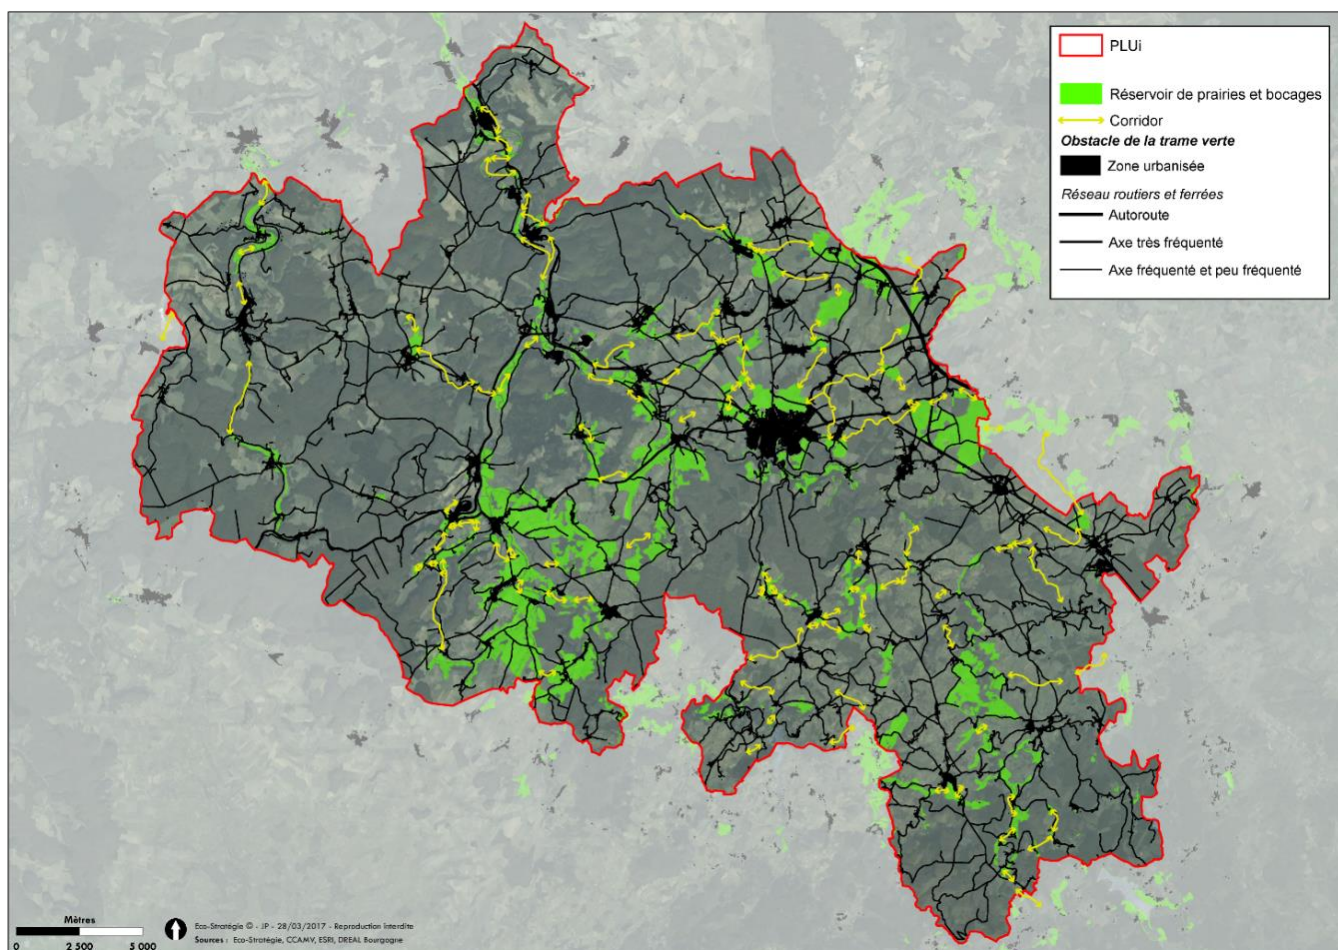 PLUi
Réservoir de prairies et bocages
Corridor
Obstacle de la trame verte
Zone urbanisée
Réseau routiers et ferrées
Autoroute
Axe très fréquenté
Axe fréquenté et peu fréquenté
Mètres
0 2 500 5 000
Eco-Stratégie © - JP - 28/03/2017 - Reproduction Interdite
Sources : Eco-Stratégie, CCAMV, ESRI, DREAL Bourgogne